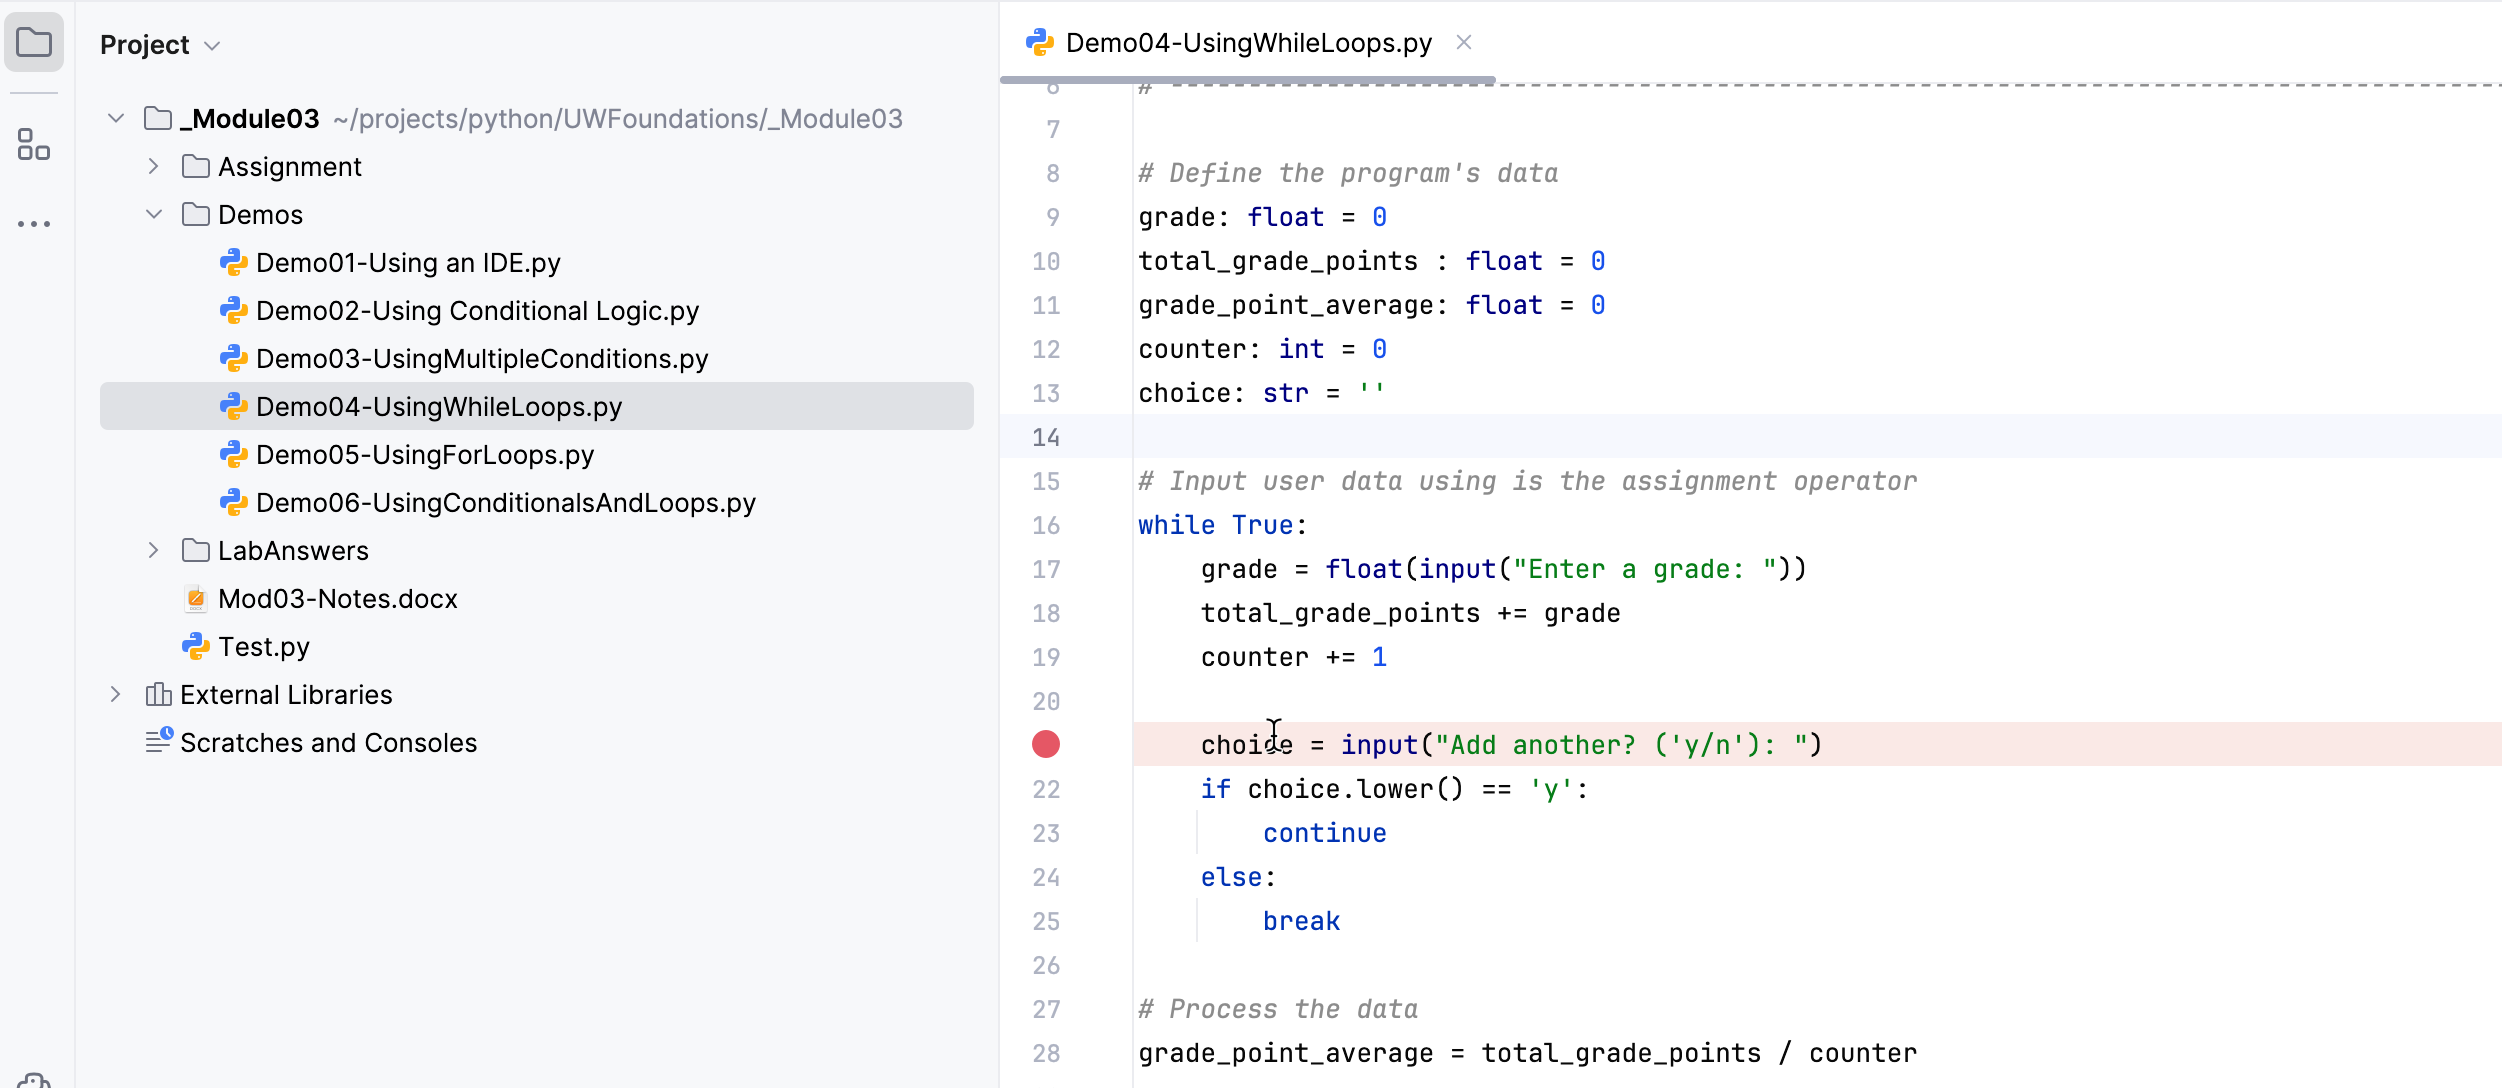 Project
_Module03 ~/projects/python/UWFoundations/_Module03
Assignment
Demos
Demo01-Using an IDE.py
Demo02-Using Conditional Logic.py
Demo03-UsingMultipleConditions.py
Demo04-UsingWhileLoops.py
Demo05-UsingForLoops.py
Demo06-UsingConditionalsAndLoops.py
LabAnswers
Mod03-Notes.docx
Test.py
External Libraries
Scratches and Consoles
Demo04-UsingWhileLoops.py
6 # ---------------------------------------------------------------------------------------
7
8 # Define the program's data
9 grade: float = 0
10 total_grade_points : float = 0
11 grade_point_average: float = 0
12 counter: int = 0
13 choice: str = ''
14
15 # Input user data using is the assignment operator
16 while True:
17     grade = float(input("Enter a grade: "))
18     total_grade_points += grade
19     counter += 1
20
    choice = input("Add another? ('y/n'): ")
22     if choice.lower() == 'y':
23         continue
24     else:
25         break
26
27 # Process the data
28 grade_point_average = total_grade_points / counter